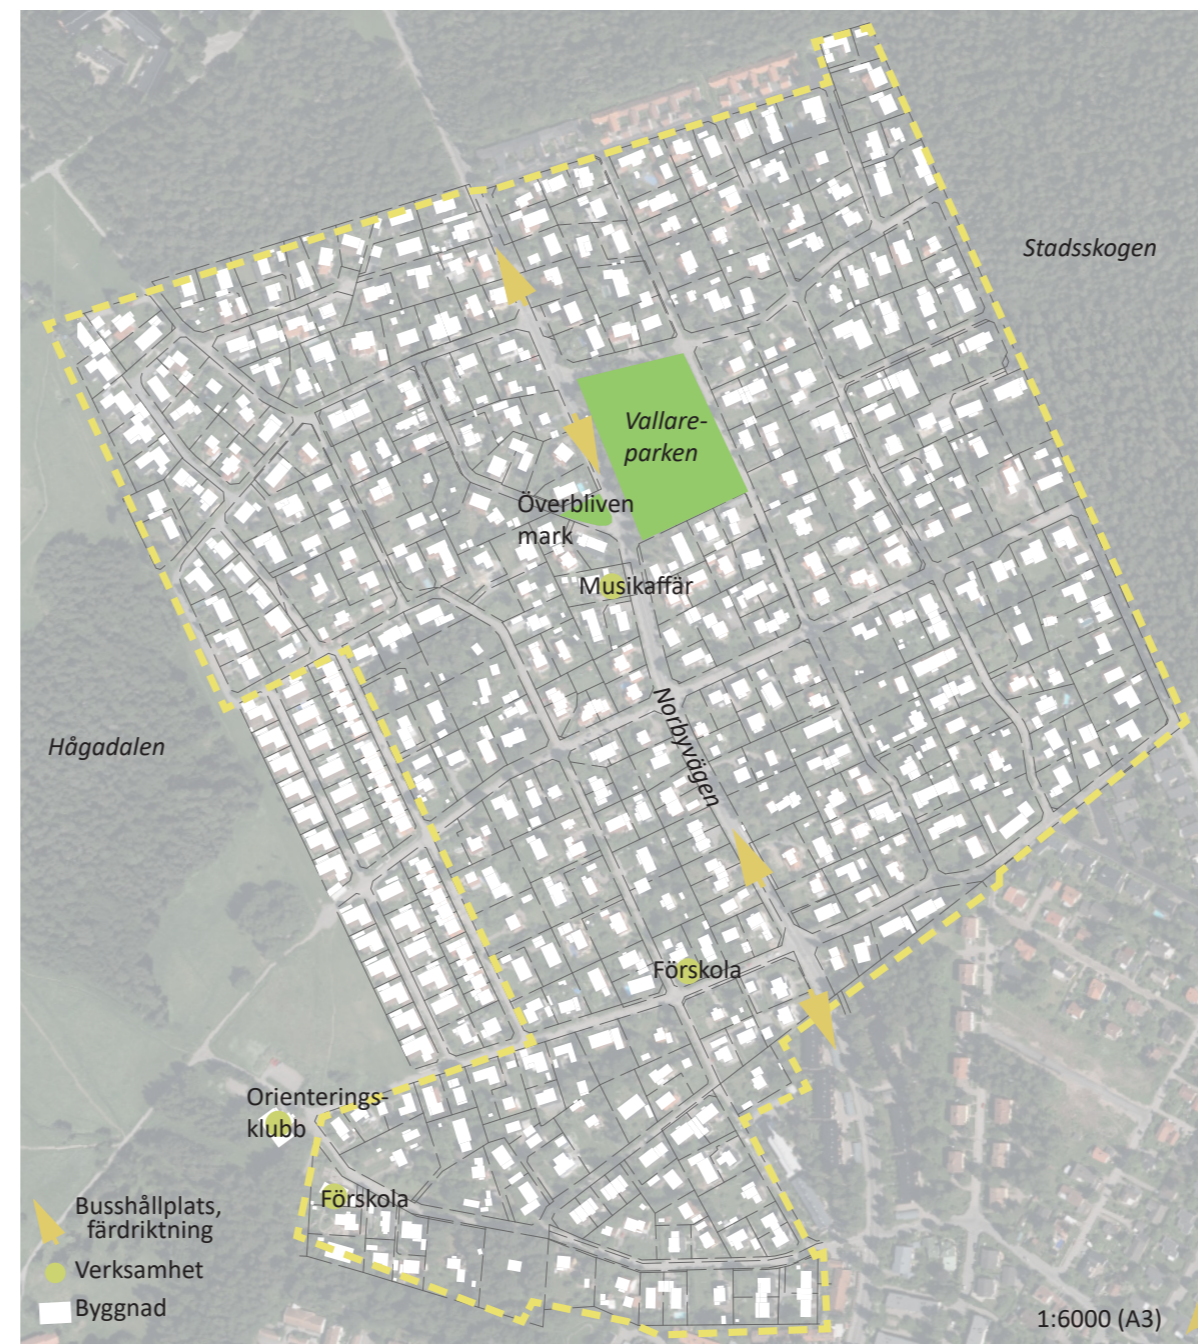 Stadsskogen
Vallare-
parken
Överbliven
mark
Musikaffär
Norbyvägen
Hågadalen
Förskola
Orienterings-
klubb
Förskola
Busshållplats,
färdriktning
Verksamhet
Byggnad
1:6000 (A3)